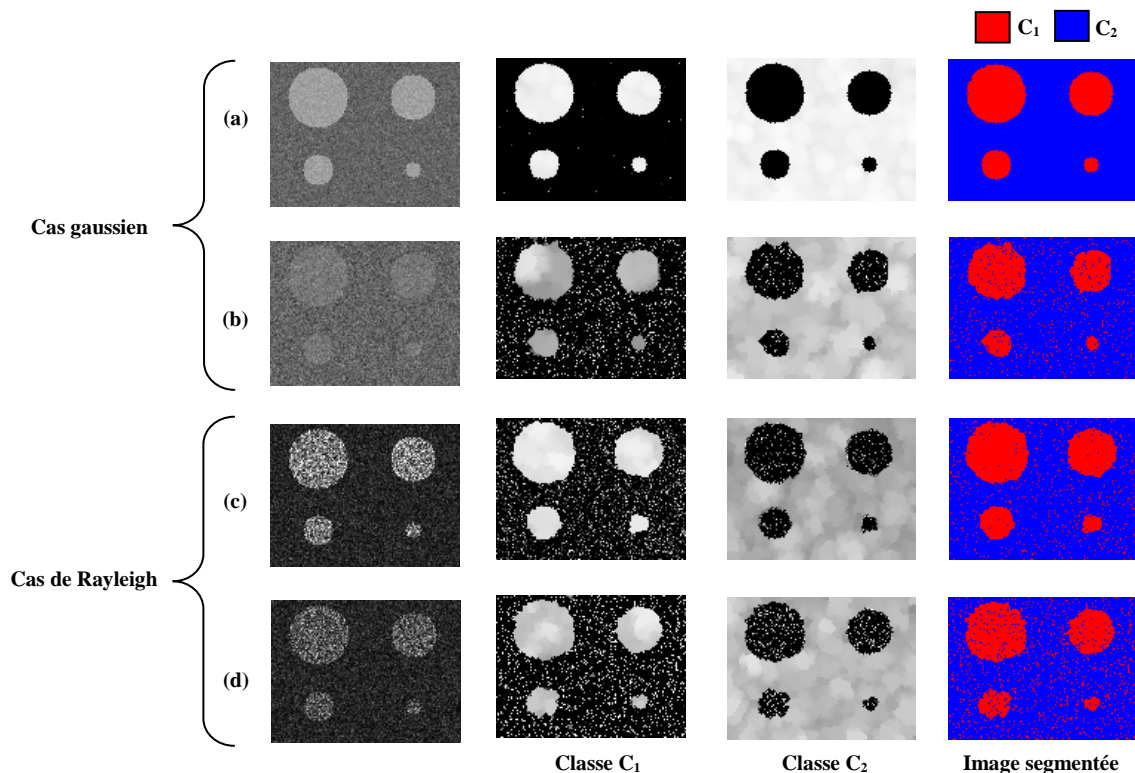 C₁ C₂
(a)
Cas gaussien
(b)
(c)
Cas de Rayleigh
(d)
Classe C₁ Classe C₂ Image segmentée